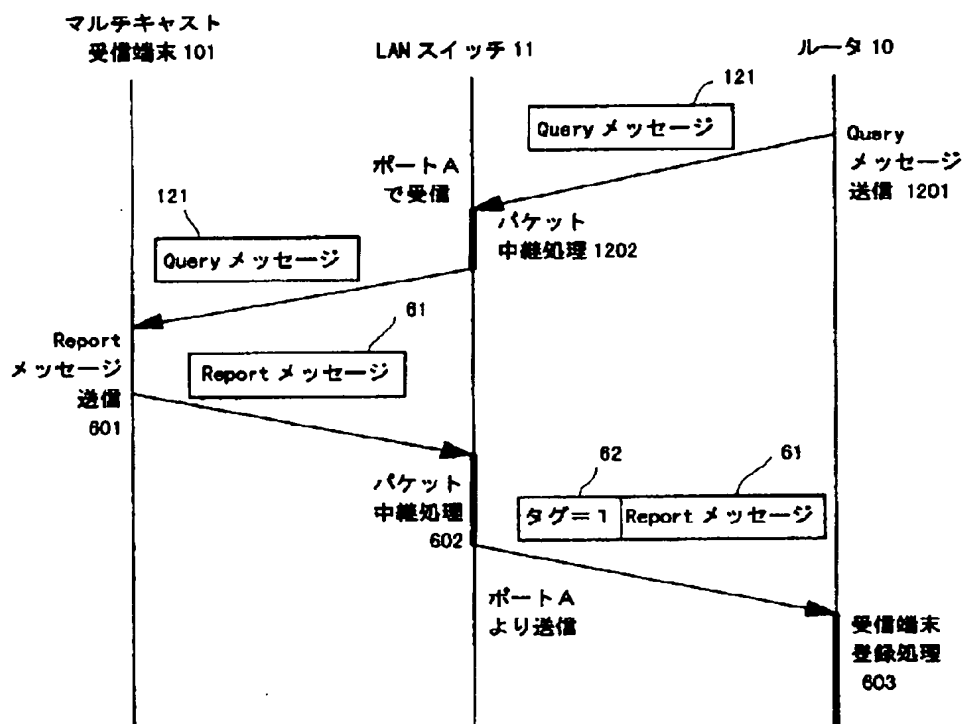 マルチキャスト
受信端末 101
LAN スイッチ 11
ルータ 10
121
Query メッセージ
Query
メッセージ
送信 1201
ポート A
で受信
121
パケット
中継処理 1202
Query メッセージ
61
Report
メッセージ
送信
601
Report メッセージ
62
61
パケット
中継処理
602
タグ＝1
Report メッセージ
ポート A
より送信
受信端末
登録処理
603